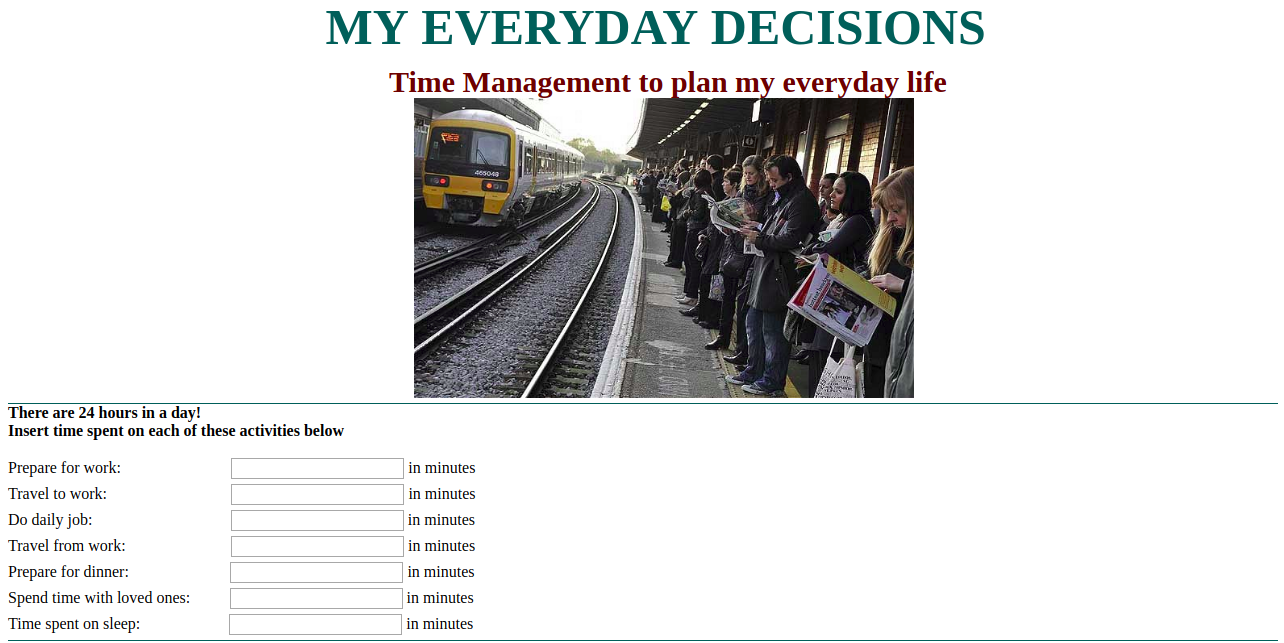 MY EVERYDAY DECISIONS
Time Management to plan my everyday life
465048
There are 24 hours in a day!
Insert time spent on each of these activities below
Prepare for work: in minutes
Travel to work: in minutes
Do daily job: in minutes
Travel from work: in minutes
Prepare for dinner: in minutes
Spend time with loved ones: in minutes
Time spent on sleep: in minutes